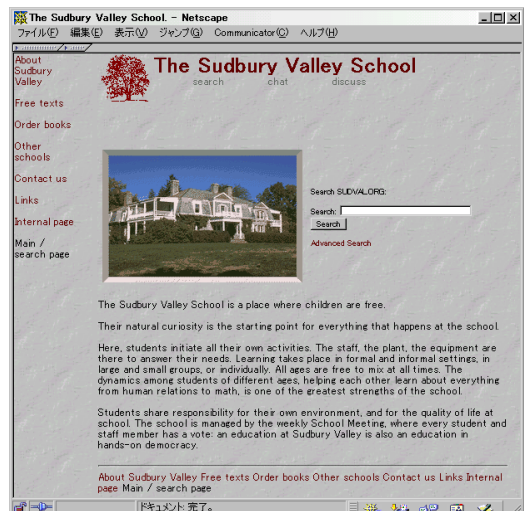 The Sudbury Valley School. - Netscape
ファイル(F) 編集(E) 表示(V) ジャンプ(G) Communicator(C) ヘルプ(H)
About
Sudbury
Valley
Free texts
Order books
Other
schools
Contact us
Links
Internal page
Main /
search page
The Sudbury Valley School
search chat discuss
Search SUDVAL.ORG:
Search:
Search
Advanced Search
The Sudbury Valley School is a place where children are free.
Their natural curiosity is the starting point for everything that happens at the school.
Here, students initiate all their own activities. The staff, the plant, the equipment are
there to answer their needs. Learning takes place in formal and informal settings, in
large and small groups, or individually. All ages are free to mix at all times. The
dynamics among students of different ages, helping each other learn about everything
from human relations to math, is one of the greatest strengths of the school.
Students share responsibility for their own environment, and for the quality of life at
school. The school is managed by the weekly School Meeting, where every student and
staff member has a vote: an education at Sudbury Valley is also an education in
hands-on democracy.
About Sudbury Valley Free texts Order books Other schools Contact us Links Internal
page Main / search page
ドキュメント: 完了。